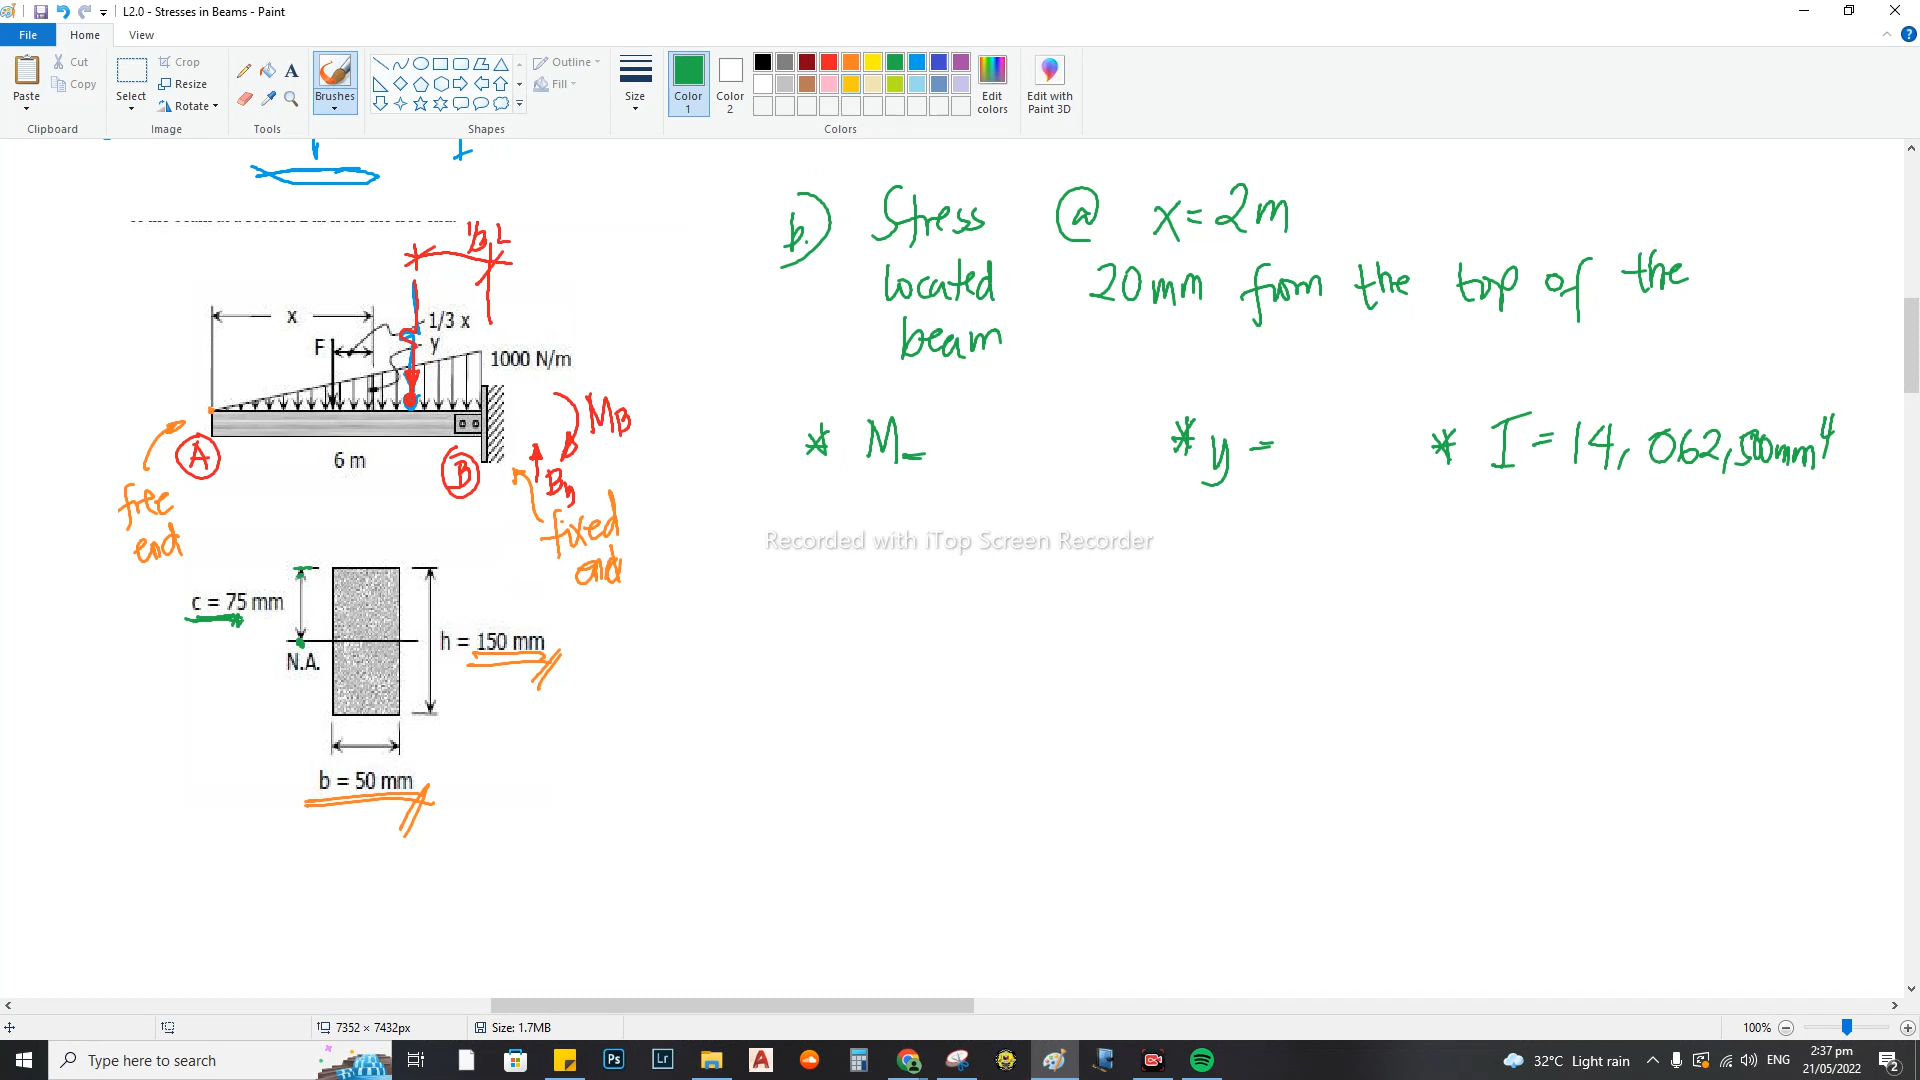 L2.0 - Stresses in Beams - Paint
File Home View
Paste Cut Copy Clipboard
Select Crop Resize Rotate Image
A Tools
Brushes
Outline Fill Shapes
Size
Color 1 Color 2 Edit colors Colors
Edit with Paint 3D
b. Stress @ x=2m
located 20mm from the top of the
beam
* M= *y = * I = 14,062,500mm4
1/3 L
x 1/3 x
F y
1000 N/m
MB
A 6 m B
free end
fixed end
c = 75 mm
h = 150 mm
N.A.
b = 50 mm
Recorded with iTop Screen Recorder
7352 × 7432px Size: 1.7MB 100%
Type here to search
Ps Lr
32°C Light rain ENG
2:37 pm
21/05/2022
2